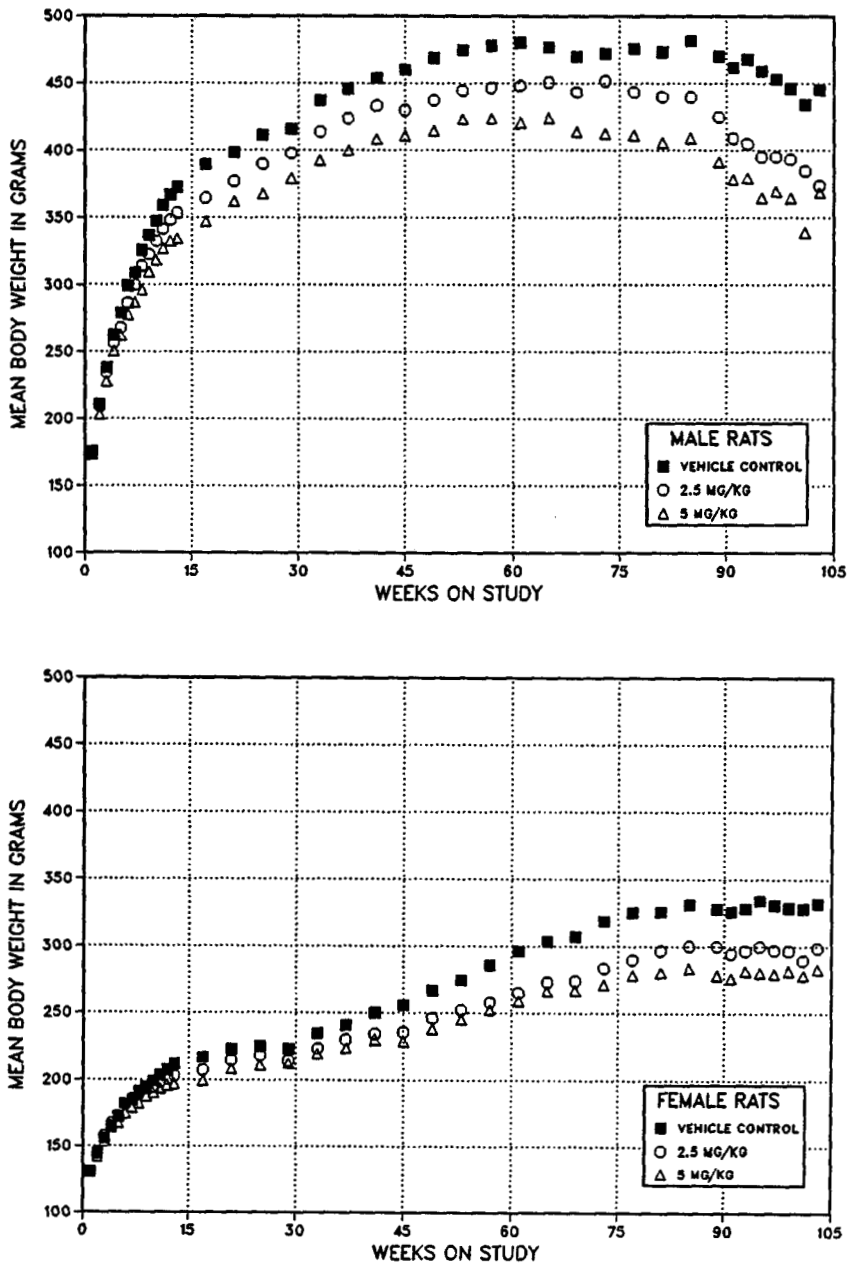 500
450
400
350
300
250
200
150
100
MEAN BODY WEIGHT IN GRAMS
MALE RATS
VEHICLE CONTROL
2.5 MG/KG
5 MG/KG
0 15 30 45 60 75 90 105
WEEKS ON STUDY
500
450
400
350
300
250
200
150
100
MEAN BODY WEIGHT IN GRAMS
FEMALE RATS
VEHICLE CONTROL
2.5 MG/KG
5 MG/KG
0 15 30 45 60 75 90 105
WEEKS ON STUDY